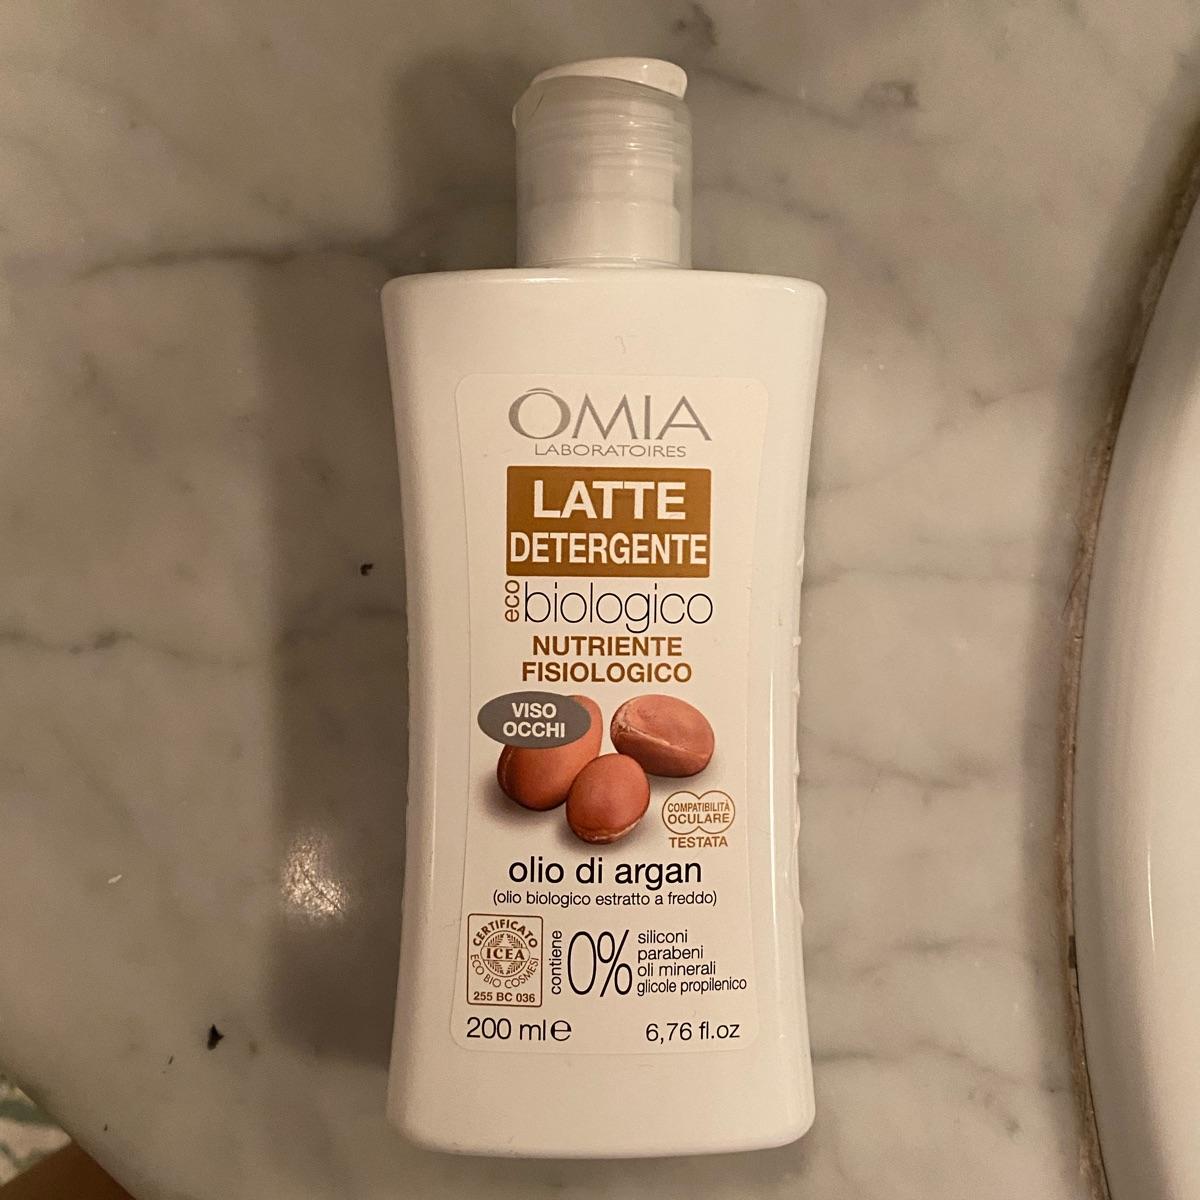 ÔMIA
LABORATOIRES
LATTE
DETERGENTE
eco biologico
NUTRIENTE
FISIOLOGICO
VISO
OCCHI
COMPATIBILITÀ
OCULARE
TESTATA
olio di argan
(olio biologico estratto a freddo)
CERTIFICATO
ICEA
ECO BIO COSMESI
255 BC 036
contiene
0%
siliconi
parabeni
oli minerali
glicole propilenico
200 ml e
6,76 fl.oz